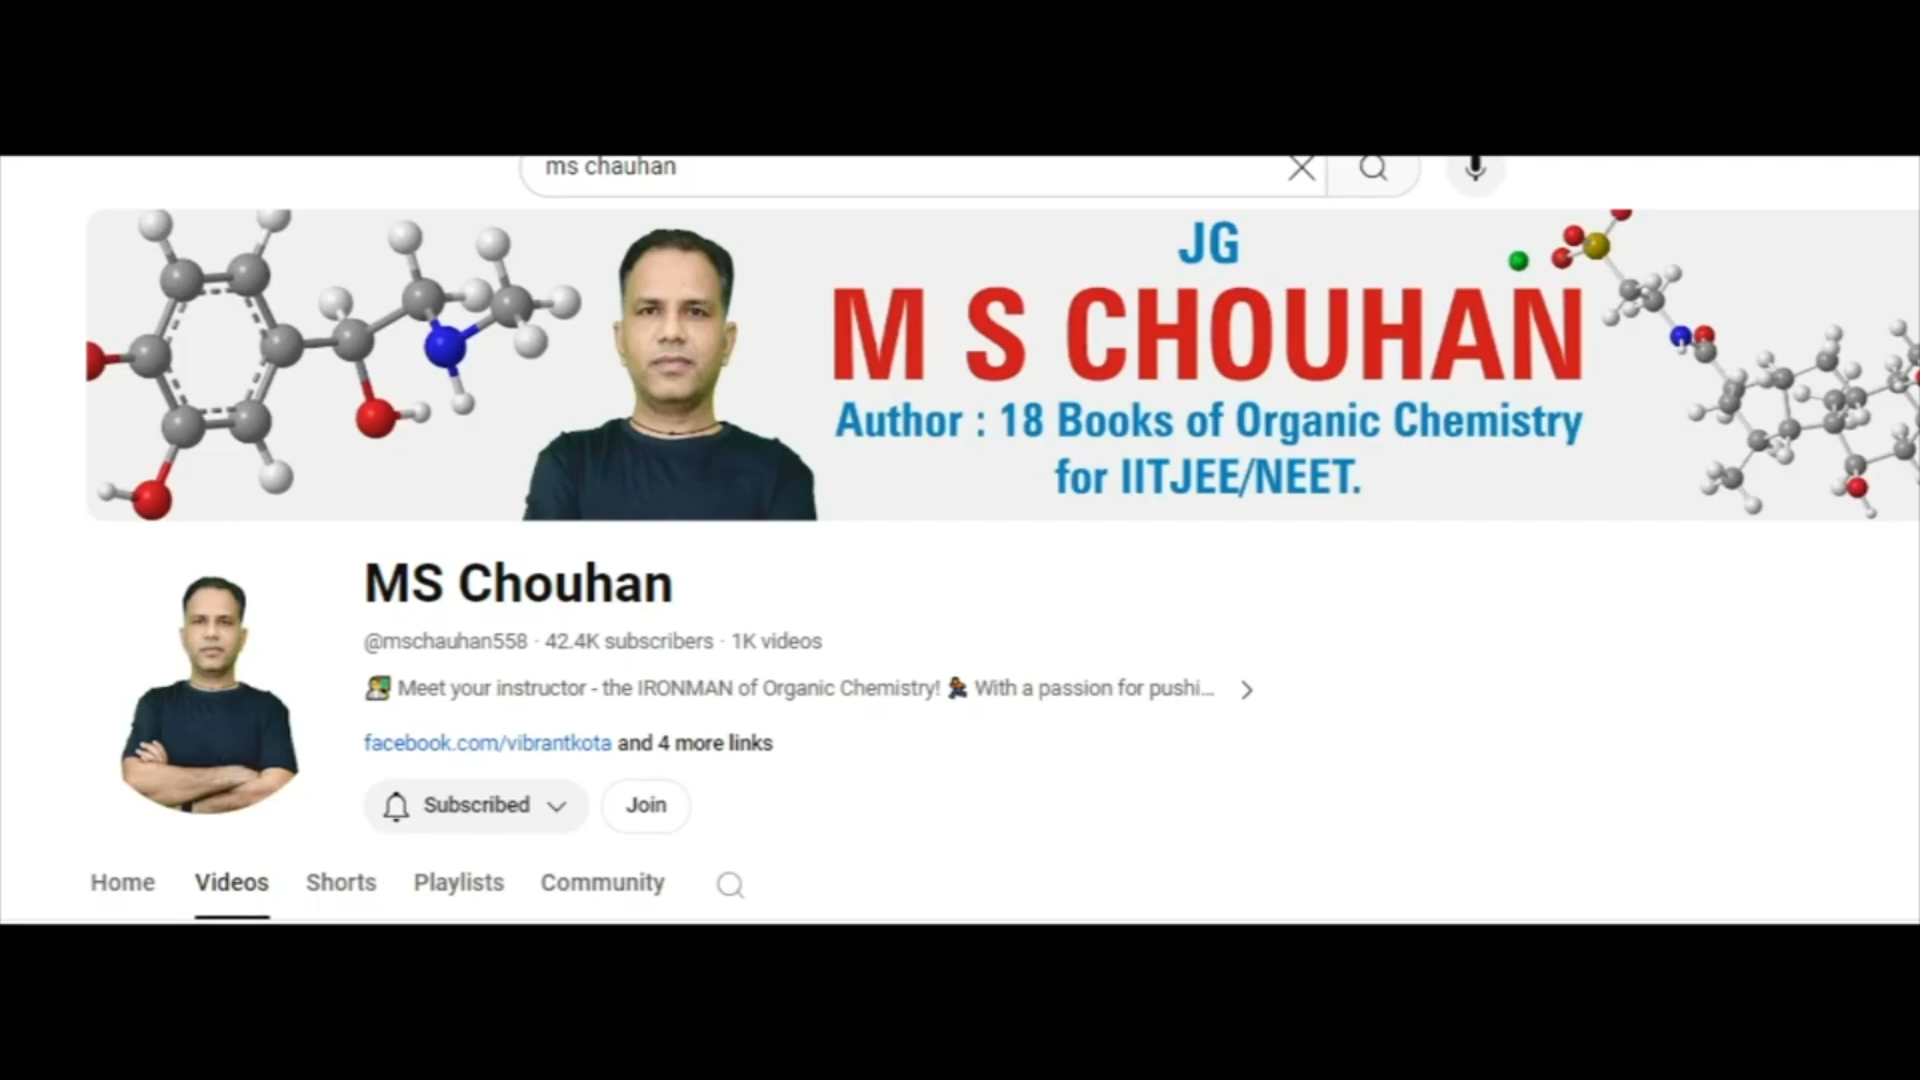 ms chauhan
JG
M S CHOUHAN
Author : 18 Books of Organic Chemistry
for IITJEE/NEET.
MS Chouhan
@mschauhan558 · 42.4K subscribers · 1K videos
Meet your instructor - the IRONMAN of Organic Chemistry! With a passion for pushi...
facebook.com/vibrantkota and 4 more links
Subscribed
Join
Home Videos Shorts Playlists Community